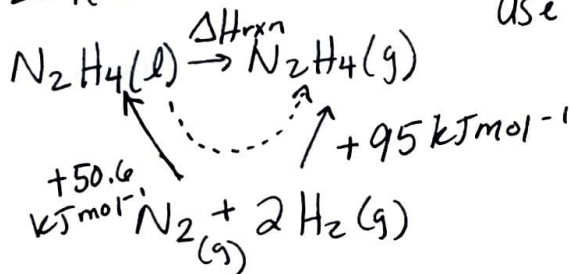 use
ΔHrxn
N₂H₄(l) → N₂H₄(g)
+50.6
kJmol⁻¹
+95 kJmol⁻¹
N₂(g) + 2H₂(g)